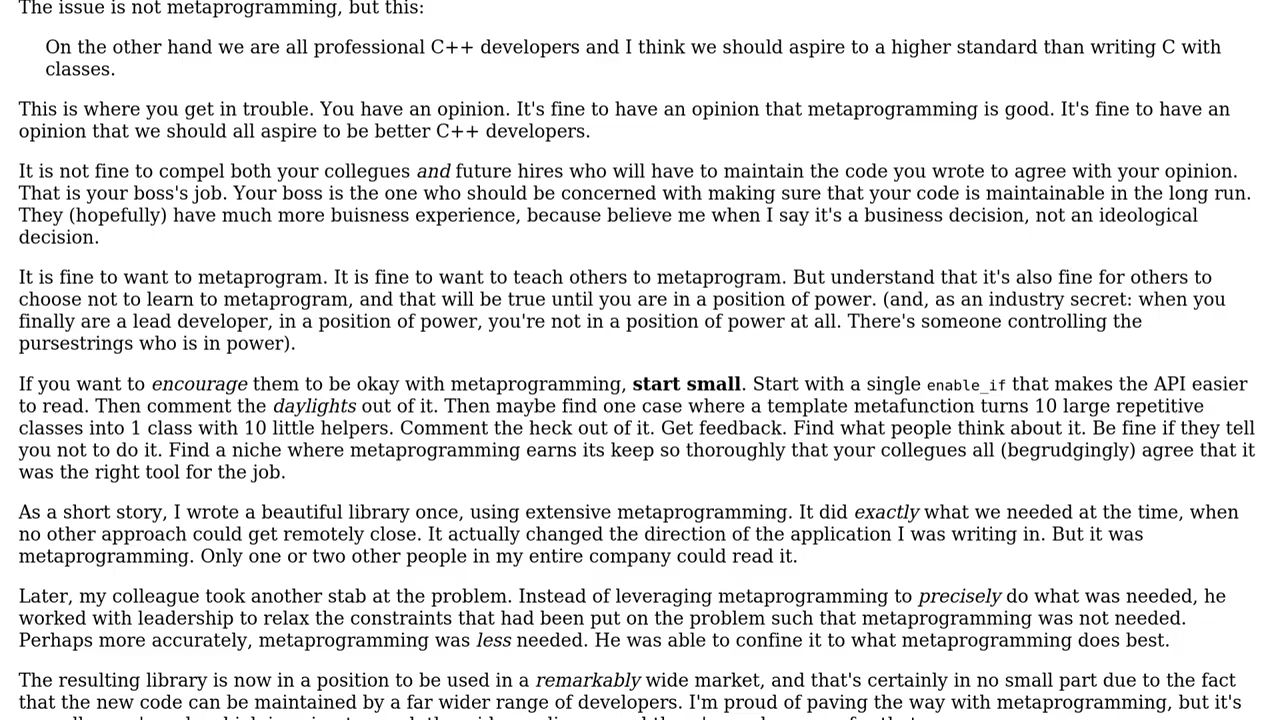 The issue is not metaprogramming, but this:
On the other hand we are all professional C++ developers and I think we should aspire to a higher standard than writing C with
classes.
This is where you get in trouble. You have an opinion. It's fine to have an opinion that metaprogramming is good. It's fine to have an
opinion that we should all aspire to be better C++ developers.
It is not fine to compel both your collegues and future hires who will have to maintain the code you wrote to agree with your opinion.
That is your boss's job. Your boss is the one who should be concerned with making sure that your code is maintainable in the long run.
They (hopefully) have much more buisness experience, because believe me when I say it's a business decision, not an ideological
decision.
It is fine to want to metaprogram. It is fine to want to teach others to metaprogram. But understand that it's also fine for others to
choose not to learn to metaprogram, and that will be true until you are in a position of power. (and, as an industry secret: when you
finally are a lead developer, in a position of power, you're not in a position of power at all. There's someone controlling the
pursestrings who is in power).
If you want to encourage them to be okay with metaprogramming, start small. Start with a single enable_if that makes the API easier
to read. Then comment the daylights out of it. Then maybe find one case where a template metafunction turns 10 large repetitive
classes into 1 class with 10 little helpers. Comment the heck out of it. Get feedback. Find what people think about it. Be fine if they tell
you not to do it. Find a niche where metaprogramming earns its keep so thoroughly that your collegues all (begrudgingly) agree that it
was the right tool for the job.
As a short story, I wrote a beautiful library once, using extensive metaprogramming. It did exactly what we needed at the time, when
no other approach could get remotely close. It actually changed the direction of the application I was writing in. But it was
metaprogramming. Only one or two other people in my entire company could read it.
Later, my colleague took another stab at the problem. Instead of leveraging metaprogramming to precisely do what was needed, he
worked with leadership to relax the constraints that had been put on the problem such that metaprogramming was not needed.
Perhaps more accurately, metaprogramming was less needed. He was able to confine it to what metaprogramming does best.
The resulting library is now in a position to be used in a remarkably wide market, and that's certainly in no small part due to the fact
that the new code can be maintained by a far wider range of developers. I'm proud of paving the way with metaprogramming, but it's